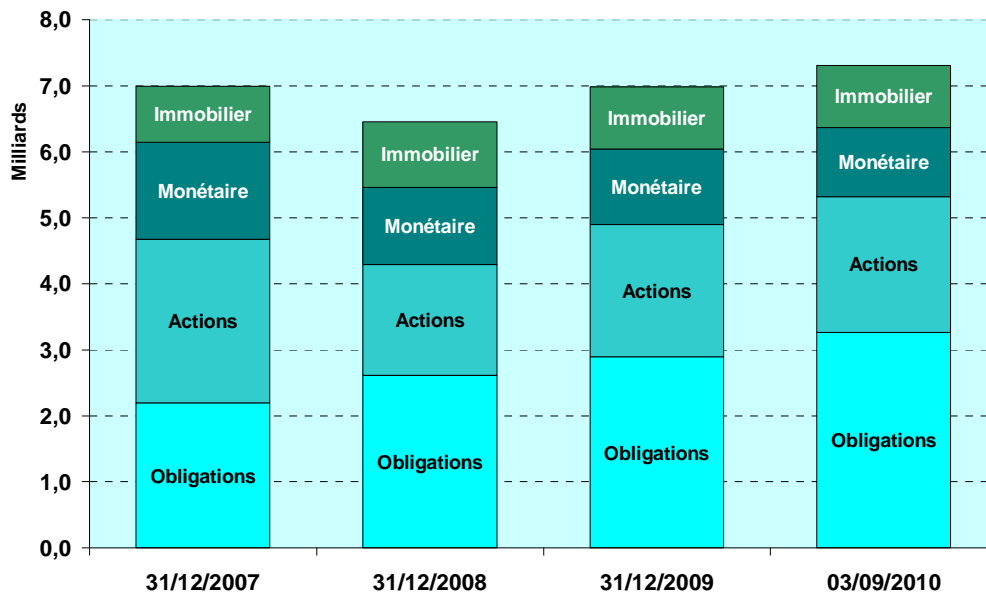 8,0
7,0
6,0
5,0
4,0
3,0
2,0
1,0
0,0
Milliards
Immobilier
Monétaire
Actions
Obligations
Immobilier
Monétaire
Actions
Obligations
Immobilier
Monétaire
Actions
Obligations
Immobilier
Monétaire
Actions
Obligations
31/12/2007
31/12/2008
31/12/2009
03/09/2010